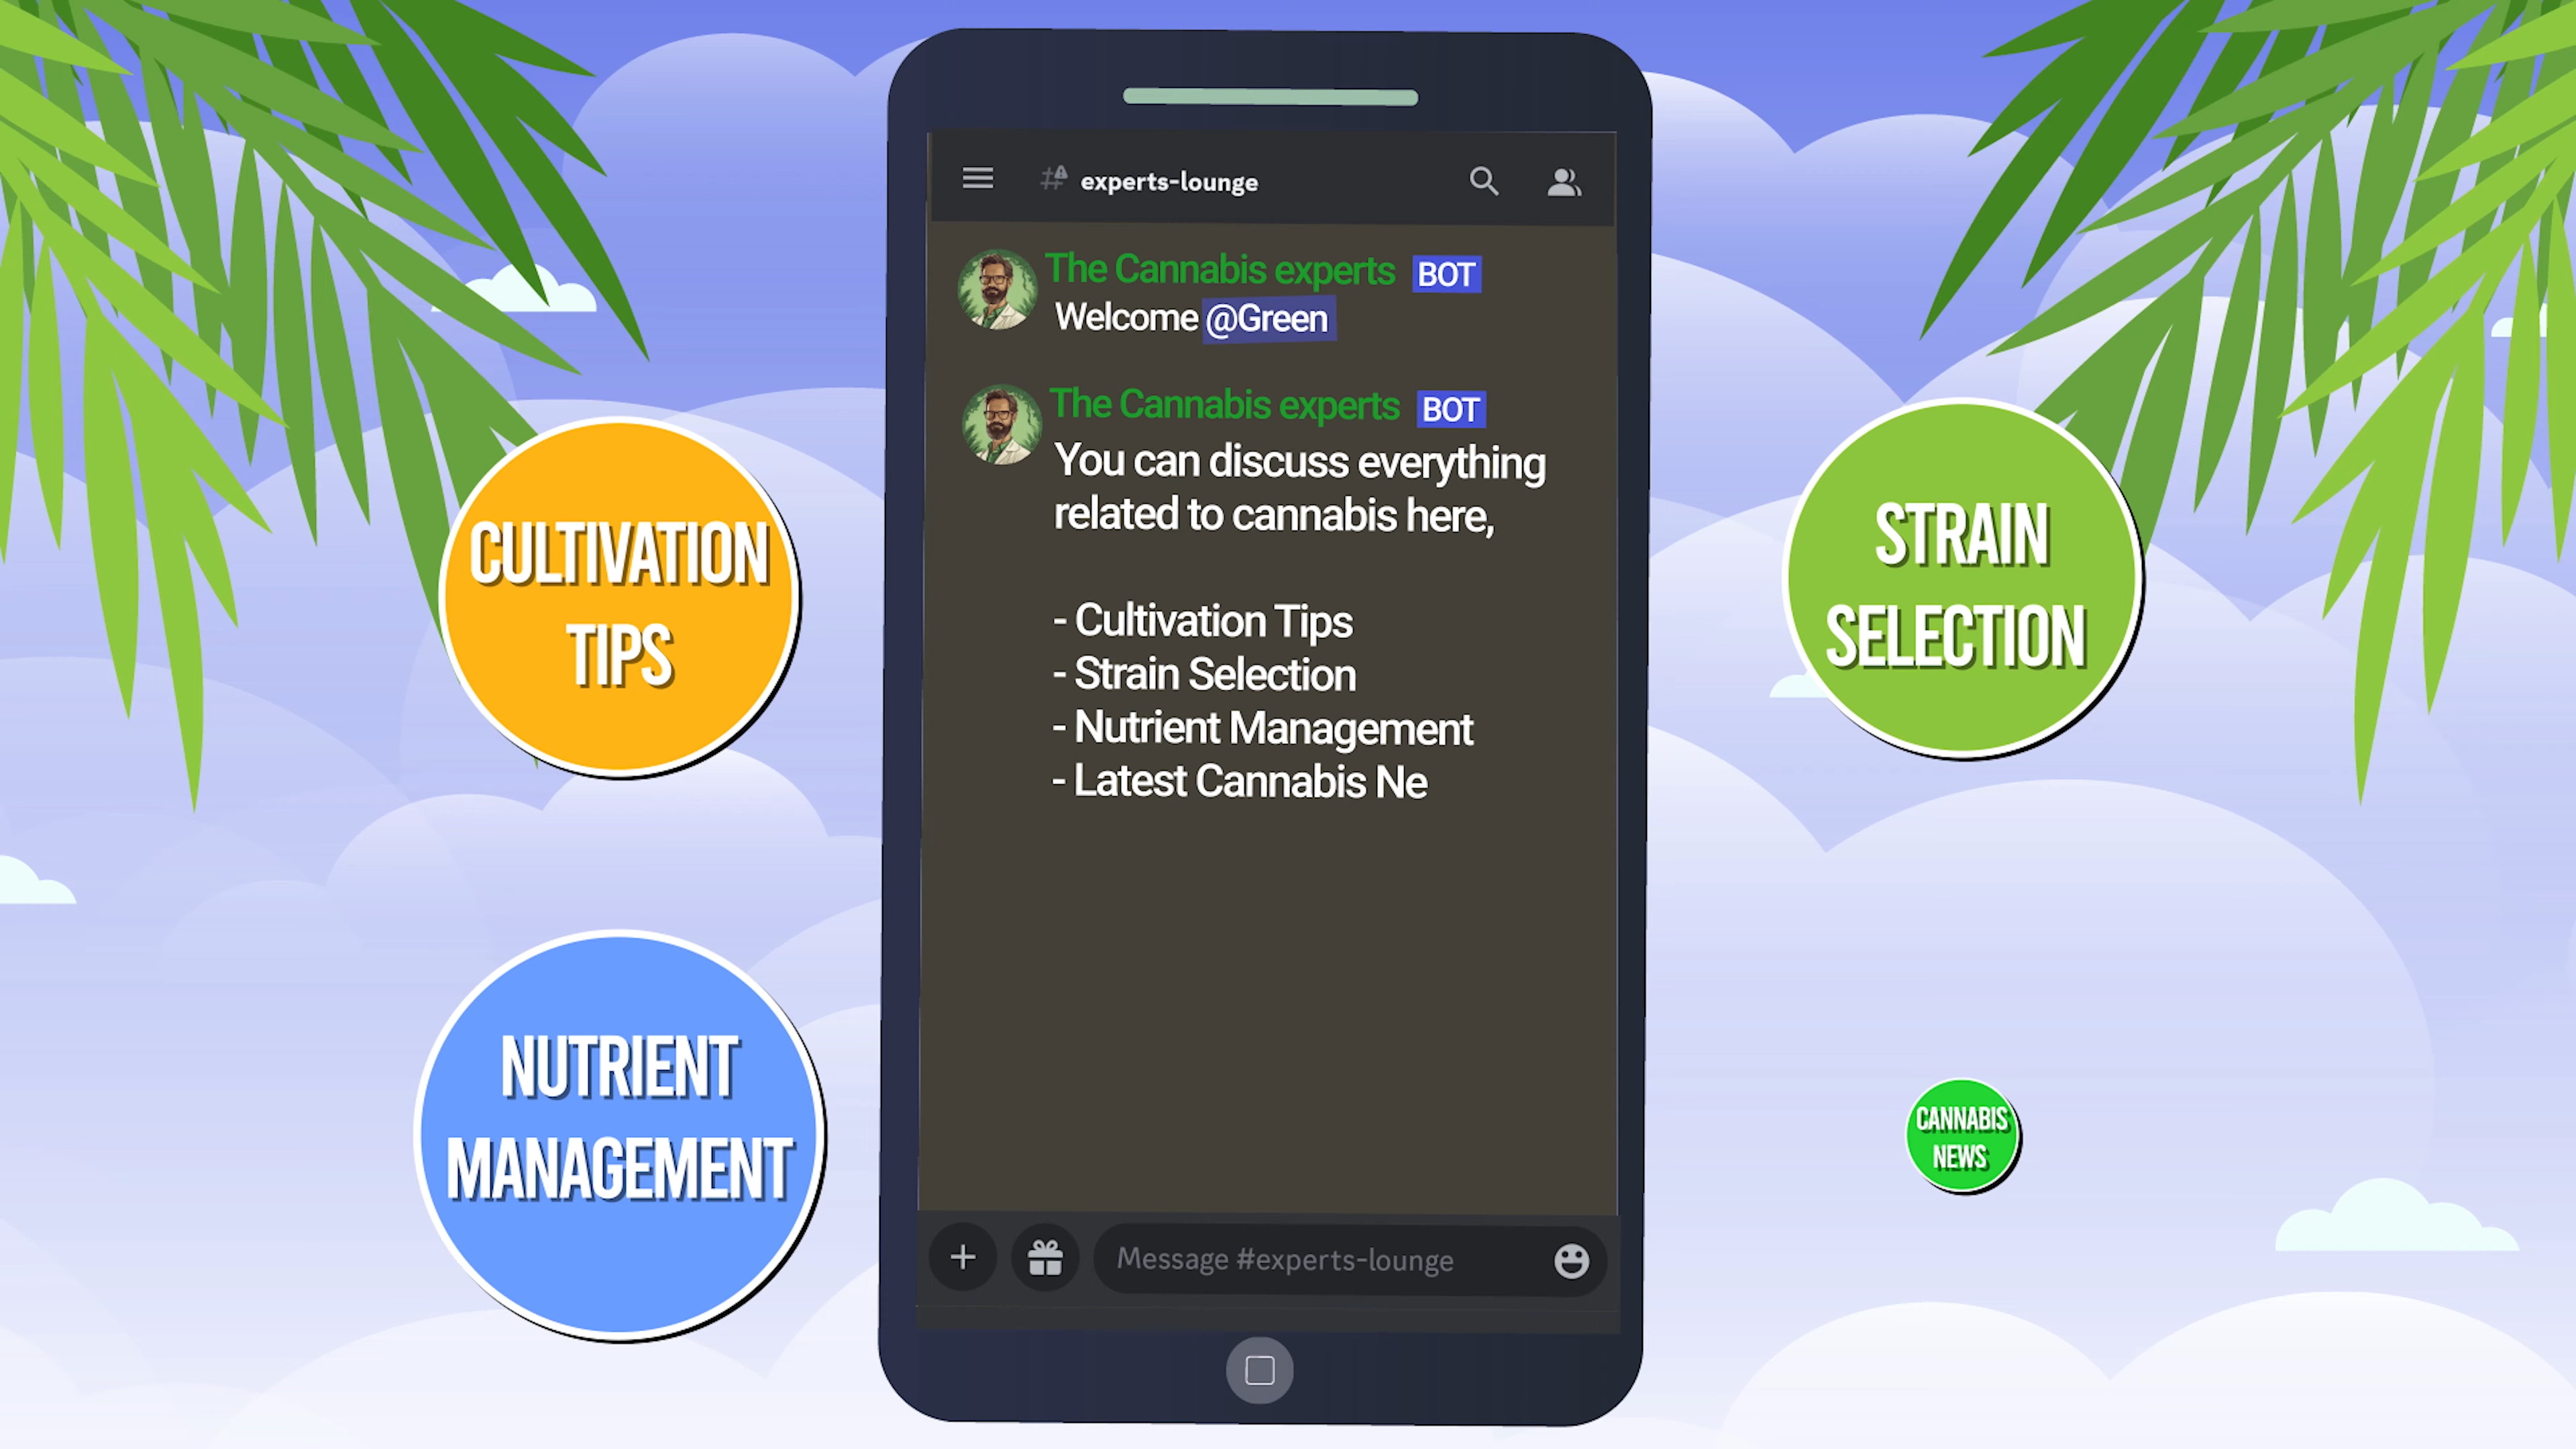 experts-lounge
The Cannabis experts BOT
Welcome @Green
The Cannabis experts BOT
You can discuss everything
related to cannabis here,
- Cultivation Tips
- Strain Selection
- Nutrient Management
- Latest Cannabis Ne
Message #experts-lounge
CULTIVATION
TIPS
STRAIN
SELECTION
NUTRIENT
MANAGEMENT
CANNABIS
NEWS